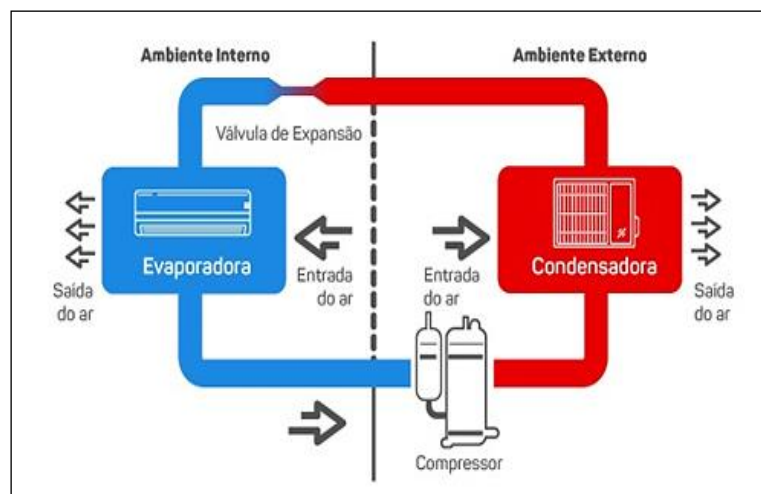 Ambiente Interno
Ambiente Externo
Válvula de Expansão
Evaporadora
Condensadora
Saída
do ar
Entrada
do ar
Entrada
do ar
Saída
do ar
Compressor